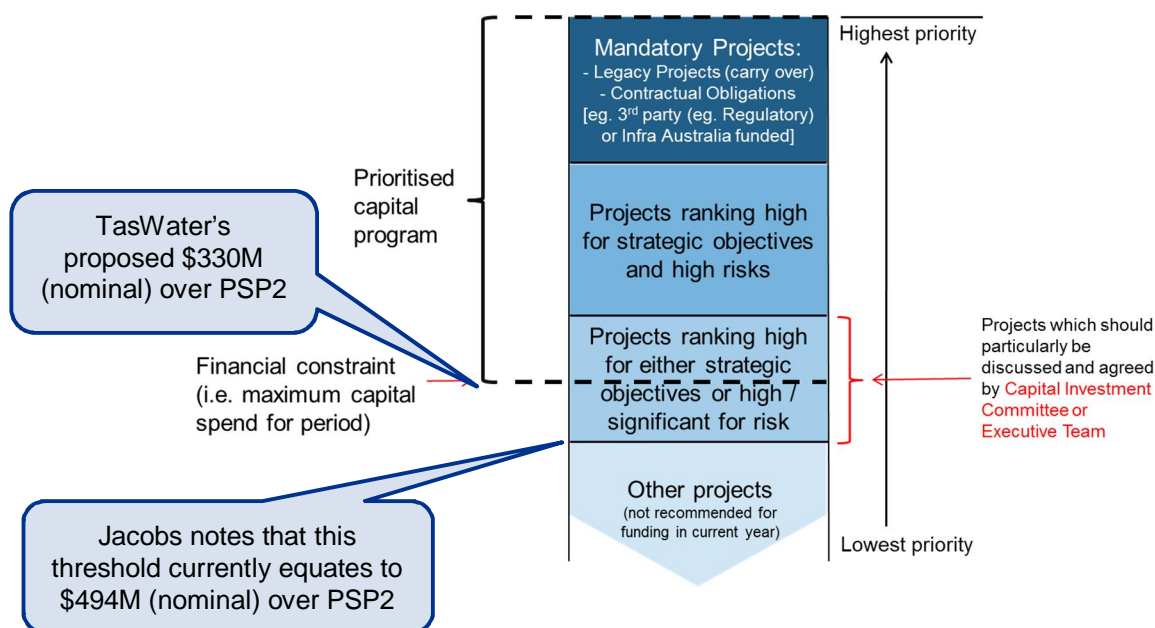 Mandatory Projects:
- Legacy Projects (carry over)
- Contractual Obligations
[eg. 3rd party (eg. Regulatory)
or Infra Australia funded]
Highest priority
Prioritised
capital
program
TasWater's
proposed $330M
(nominal) over PSP2
Projects ranking high
for strategic objectives
and high risks
Financial constraint
(i.e. maximum capital
spend for period)
Projects ranking high
for either strategic
objectives or high /
significant for risk
Projects which should
particularly be
discussed and agreed
by Capital Investment
Committee or
Executive Team
Other projects
(not recommended for
funding in current year)
Lowest priority
Jacobs notes that this
threshold currently equates to
$494M (nominal) over PSP2